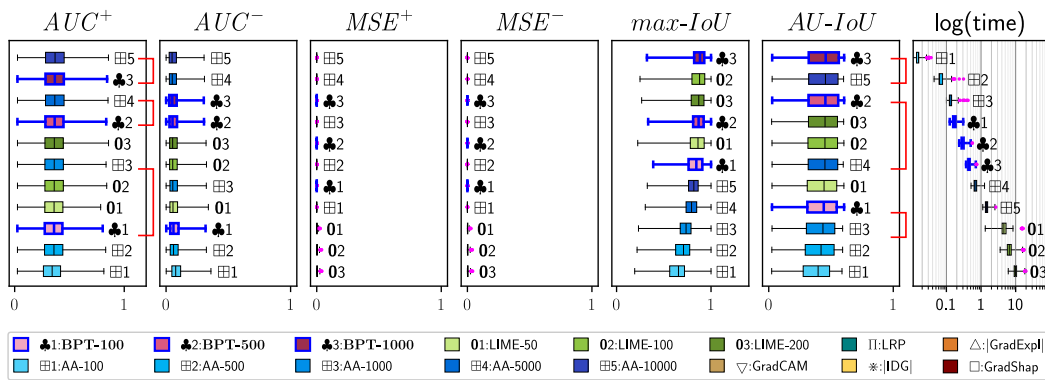 AUC⁺ AUC⁻ MSE⁺ MSE⁻ max-IoU AU-IoU log(time)
⊞5 ⊞5 ⊞5 ⊞5 ♣3 ♣3 ⊞1
♣3 ⊞4 ⊞4 ⊞4 02 ⊞5 ⊞2
⊞4 ♣3 ♣3 ♣3 03 ♣2 ⊞3
♣2 ♣2 ⊞3 ⊞3 ♣2 03 ♣1
03 03 ♣2 ♣2 01 02 ♣2
⊞3 02 ⊞2 ⊞2 ♣1 ⊞4 ♣3
02 ⊞3 ♣1 ♣1 ⊞5 01 ⊞4
01 01 ⊞1 ⊞1 ⊞4 ♣1 ⊞5
♣1 ♣1 01 01 ⊞3 ⊞3 01
⊞2 ⊞2 02 02 ⊞2 ⊞2 02
⊞1 ⊞1 03 03 ⊞1 ⊞1 03
0 1 0 1 0 1 0 1 0 1 0 1 0.1 1 10
♣1:BPT-100 ♣2:BPT-500 ♣3:BPT-1000 01:LIME-50 02:LIME-100 03:LIME-200 Π:LRP △:|GradExpl|
⊞1:AA-100 ⊞2:AA-500 ⊞3:AA-1000 ⊞4:AA-5000 ⊞5:AA-10000 ▽:GradCAM ※:|IDG| □:GradShap